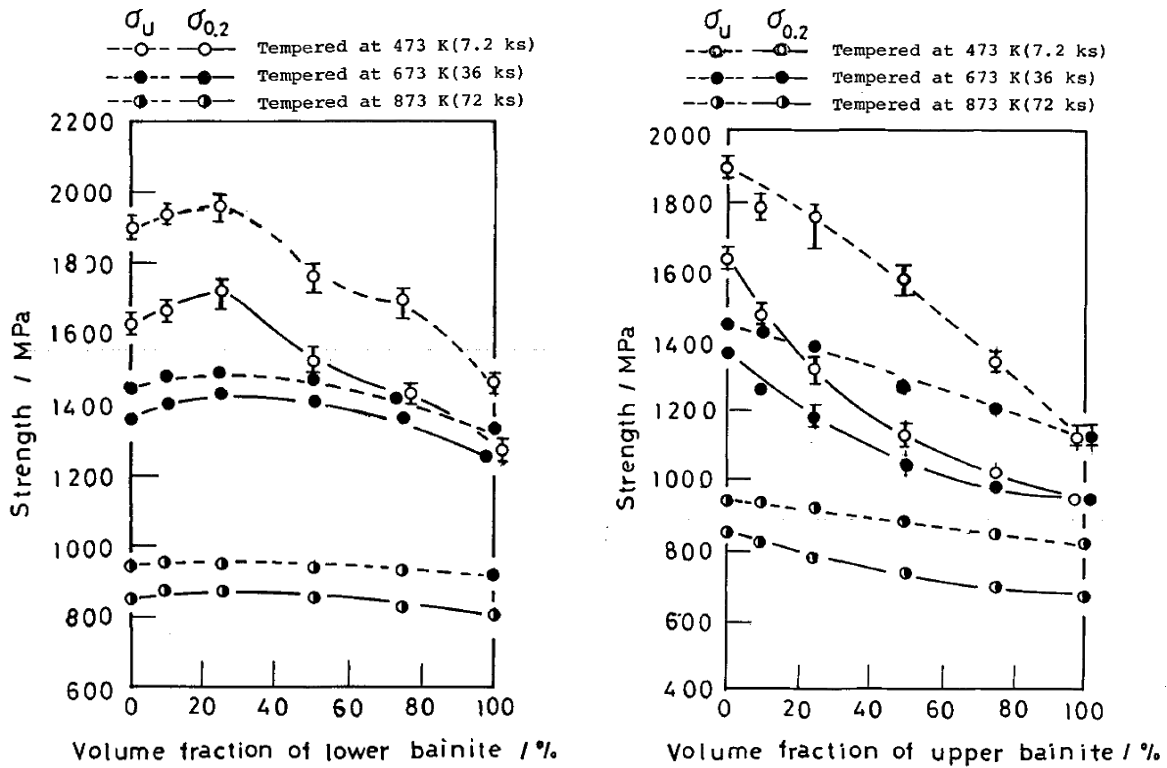 σU σ0.2
Tempered at 473 K(7.2 ks)
Tempered at 673 K(36 ks)
Tempered at 873 K(72 ks)
2200
2000
1800
1600
1400
1200
1000
800
600
0 20 40 60 80 100
Strength / MPa
Volume fraction of lower bainite / %
σU σ0.2
Tempered at 473 K(7.2 ks)
Tempered at 673 K(36 ks)
Tempered at 873 K(72 ks)
2000
1800
1600
1400
1200
1000
800
600
400
0 20 40 60 80 100
Strength / MPa
Volume fraction of upper bainite / %